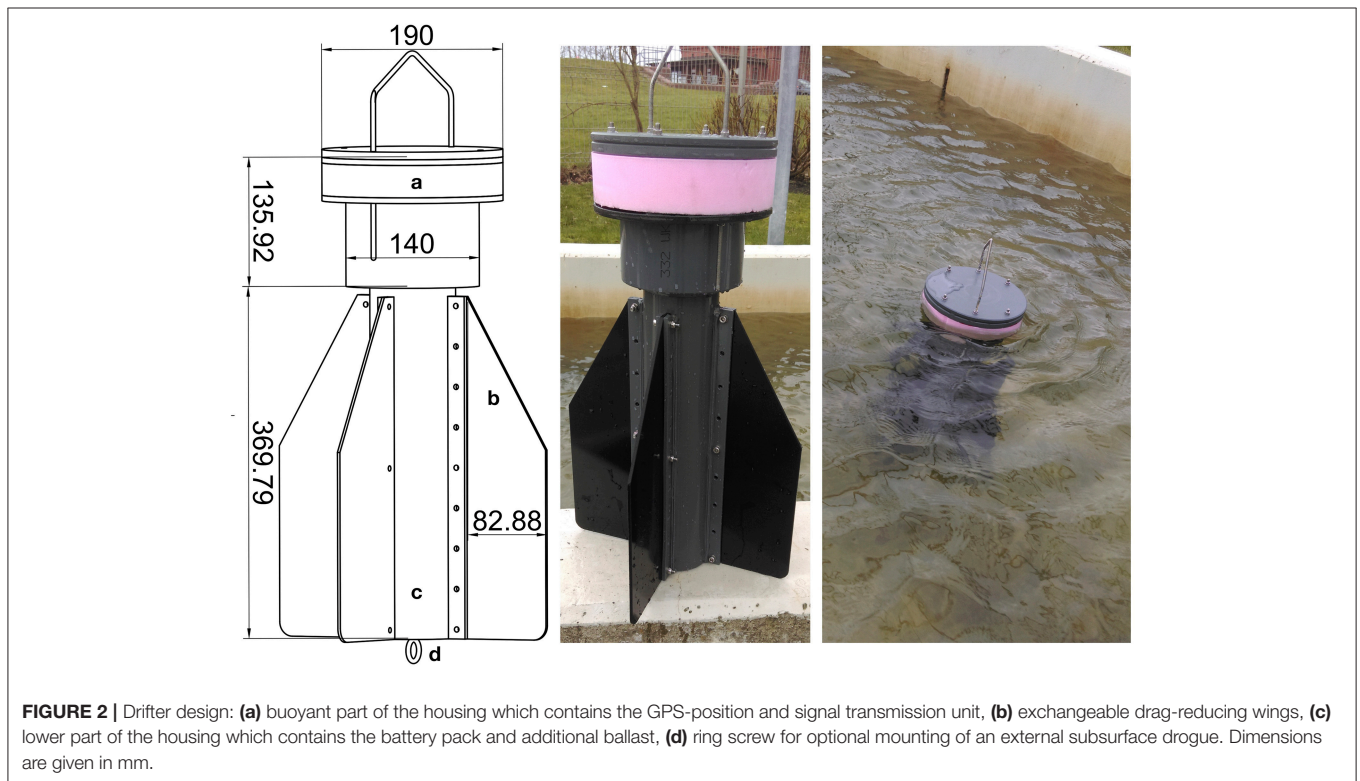 190
135.92
a
140
369.79
b
82.88
c
d
332
FIGURE 2 | Drifter design: (a) buoyant part of the housing which contains the GPS-position and signal transmission unit, (b) exchangeable drag-reducing wings, (c)
lower part of the housing which contains the battery pack and additional ballast, (d) ring screw for optional mounting of an external subsurface drogue. Dimensions
are given in mm.